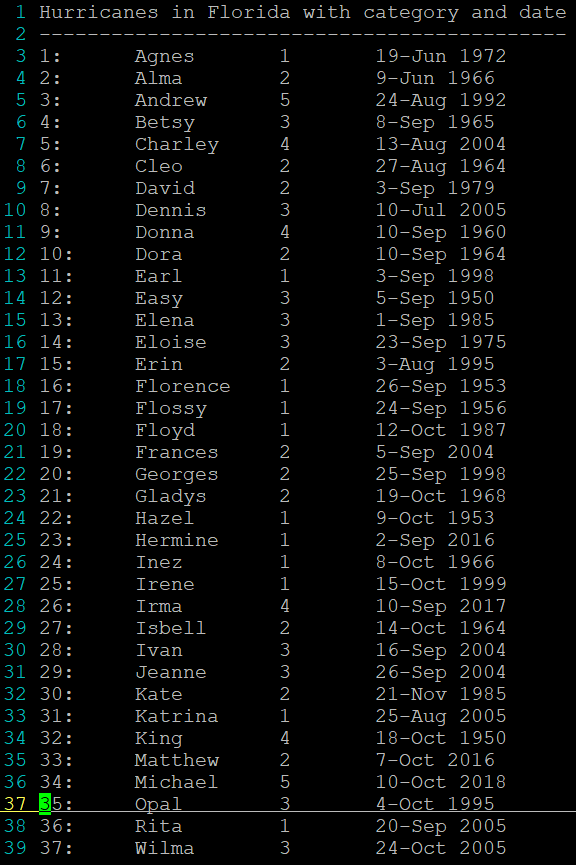 1 Hurricanes in Florida with category and date
2 --------------------------------------------
3 1: Agnes 1 19-Jun 1972
4 2: Alma 2 9-Jun 1966
5 3: Andrew 5 24-Aug 1992
6 4: Betsy 3 8-Sep 1965
7 5: Charley 4 13-Aug 2004
8 6: Cleo 2 27-Aug 1964
9 7: David 2 3-Sep 1979
10 8: Dennis 3 10-Jul 2005
11 9: Donna 4 10-Sep 1960
12 10: Dora 2 10-Sep 1964
13 11: Earl 1 3-Sep 1998
14 12: Easy 3 5-Sep 1950
15 13: Elena 3 1-Sep 1985
16 14: Eloise 3 23-Sep 1975
17 15: Erin 2 3-Aug 1995
18 16: Florence 1 26-Sep 1953
19 17: Flossy 1 24-Sep 1956
20 18: Floyd 1 12-Oct 1987
21 19: Frances 2 5-Sep 2004
22 20: Georges 2 25-Sep 1998
23 21: Gladys 2 19-Oct 1968
24 22: Hazel 1 9-Oct 1953
25 23: Hermine 1 2-Sep 2016
26 24: Inez 1 8-Oct 1966
27 25: Irene 1 15-Oct 1999
28 26: Irma 4 10-Sep 2017
29 27: Isbell 2 14-Oct 1964
30 28: Ivan 3 16-Sep 2004
31 29: Jeanne 3 26-Sep 2004
32 30: Kate 2 21-Nov 1985
33 31: Katrina 1 25-Aug 2005
34 32: King 4 18-Oct 1950
35 33: Matthew 2 7-Oct 2016
36 34: Michael 5 10-Oct 2018
37 35: Opal 3 4-Oct 1995
38 36: Rita 1 20-Sep 2005
39 37: Wilma 3 24-Oct 2005